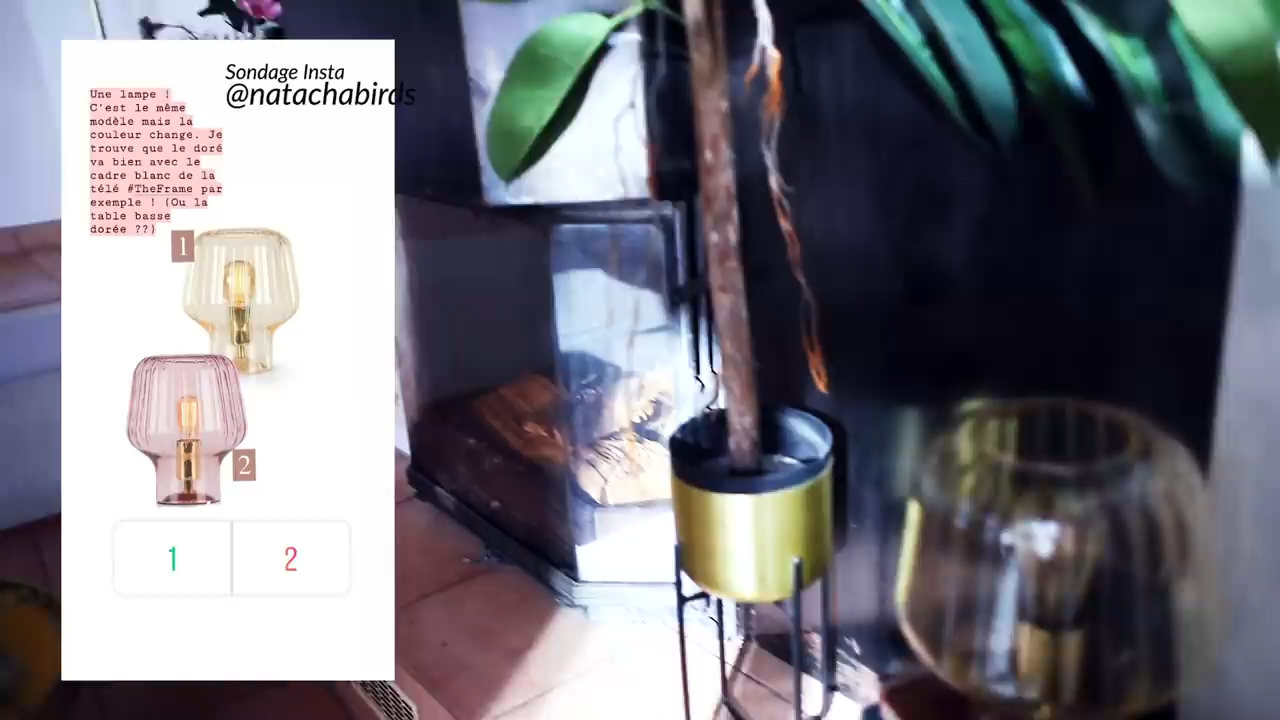 Sondage Insta
@natachabirds
Une lampe !
C'est le même
modèle mais la
couleur change. Je
trouve que le doré
va bien avec le
cadre blanc de la
télé #TheFrame par
exemple ! (Ou la
table basse
dorée ??)
1
2
1
2